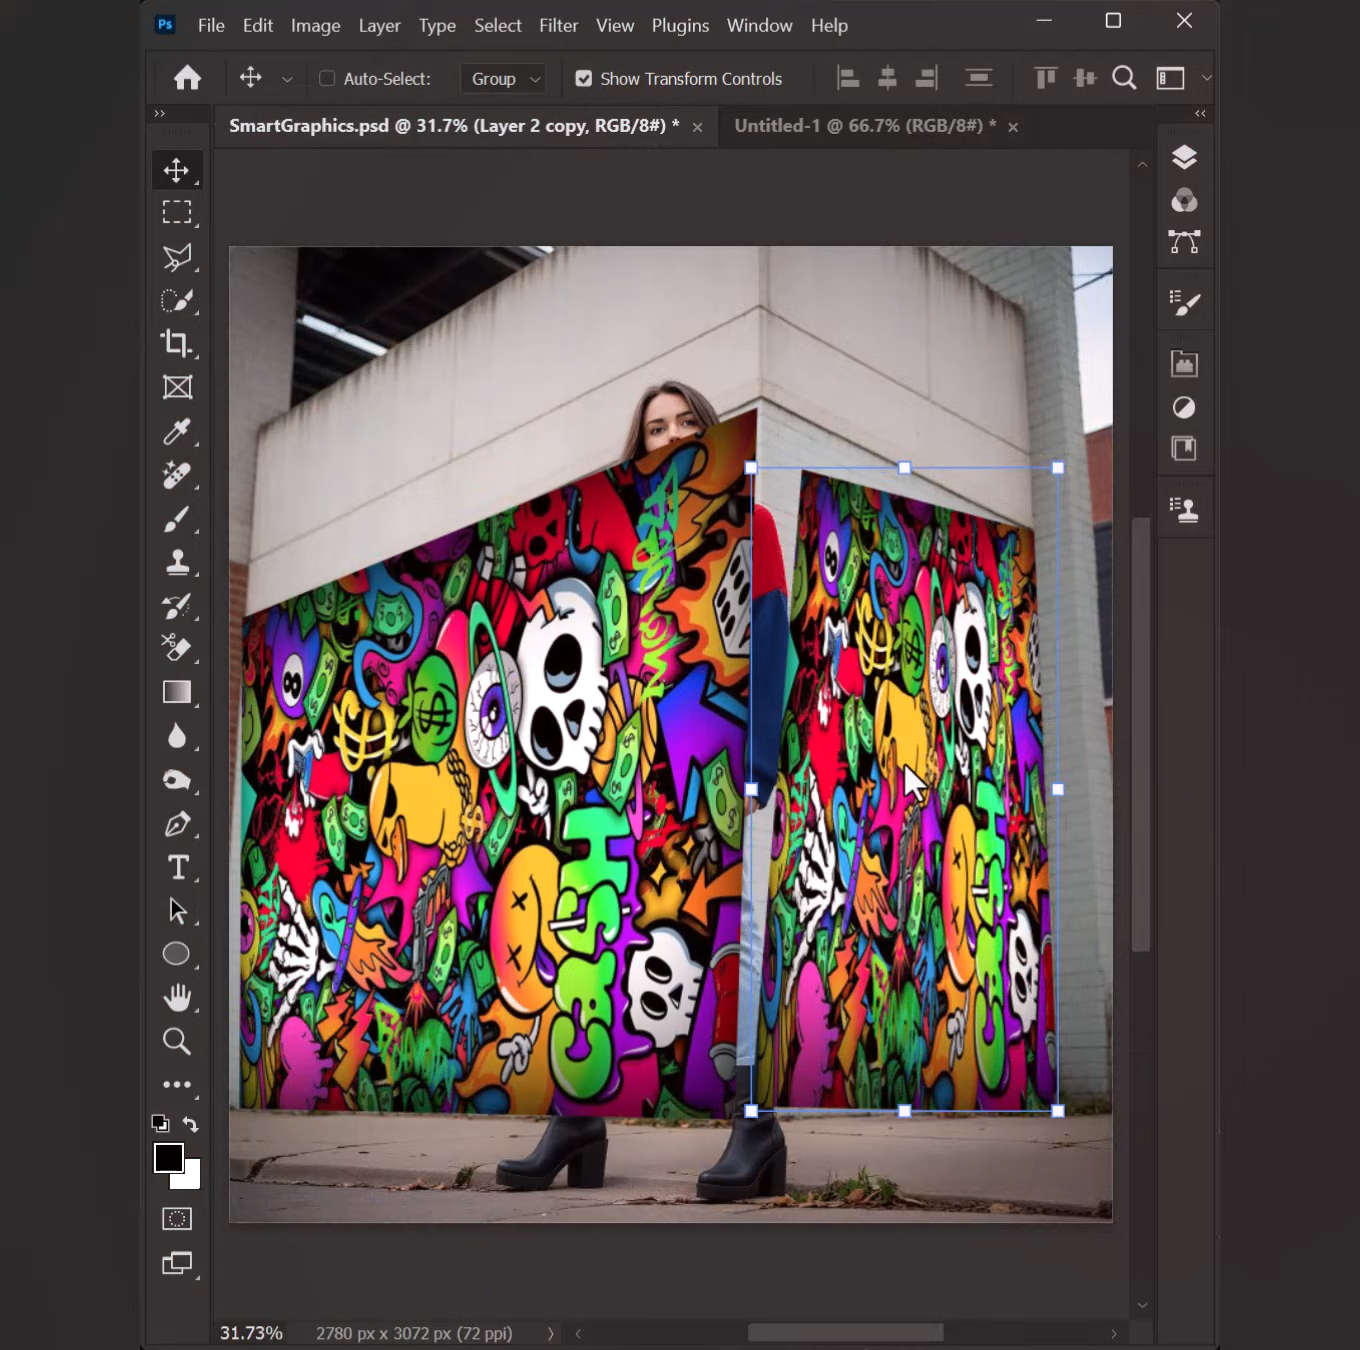 Ps File Edit Image Layer Type Select Filter View Plugins Window Help
Auto-Select: Group Show Transform Controls
SmartGraphics.psd @ 31.7% (Layer 2 copy, RGB/8#) * × Untitled-1 @ 66.7% (RGB/8#) * ×
31.73% 2780 px x 3072 px (72 ppi)